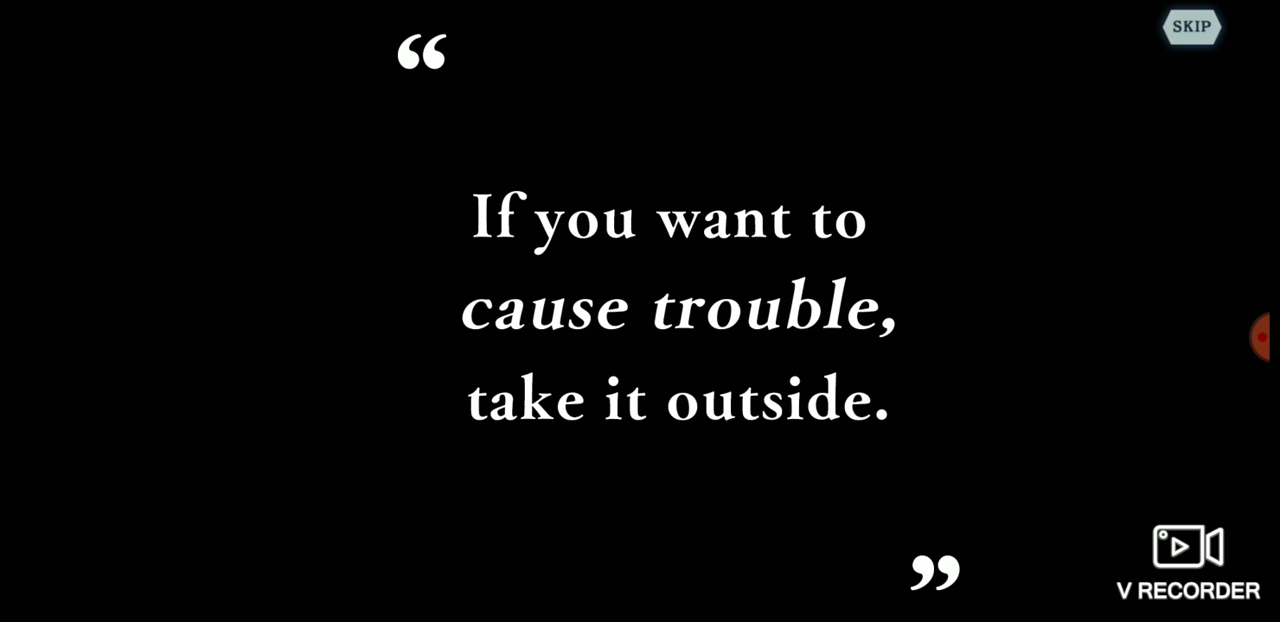 SKIP
“
If you want to
cause trouble,
take it outside.
”
V RECORDER